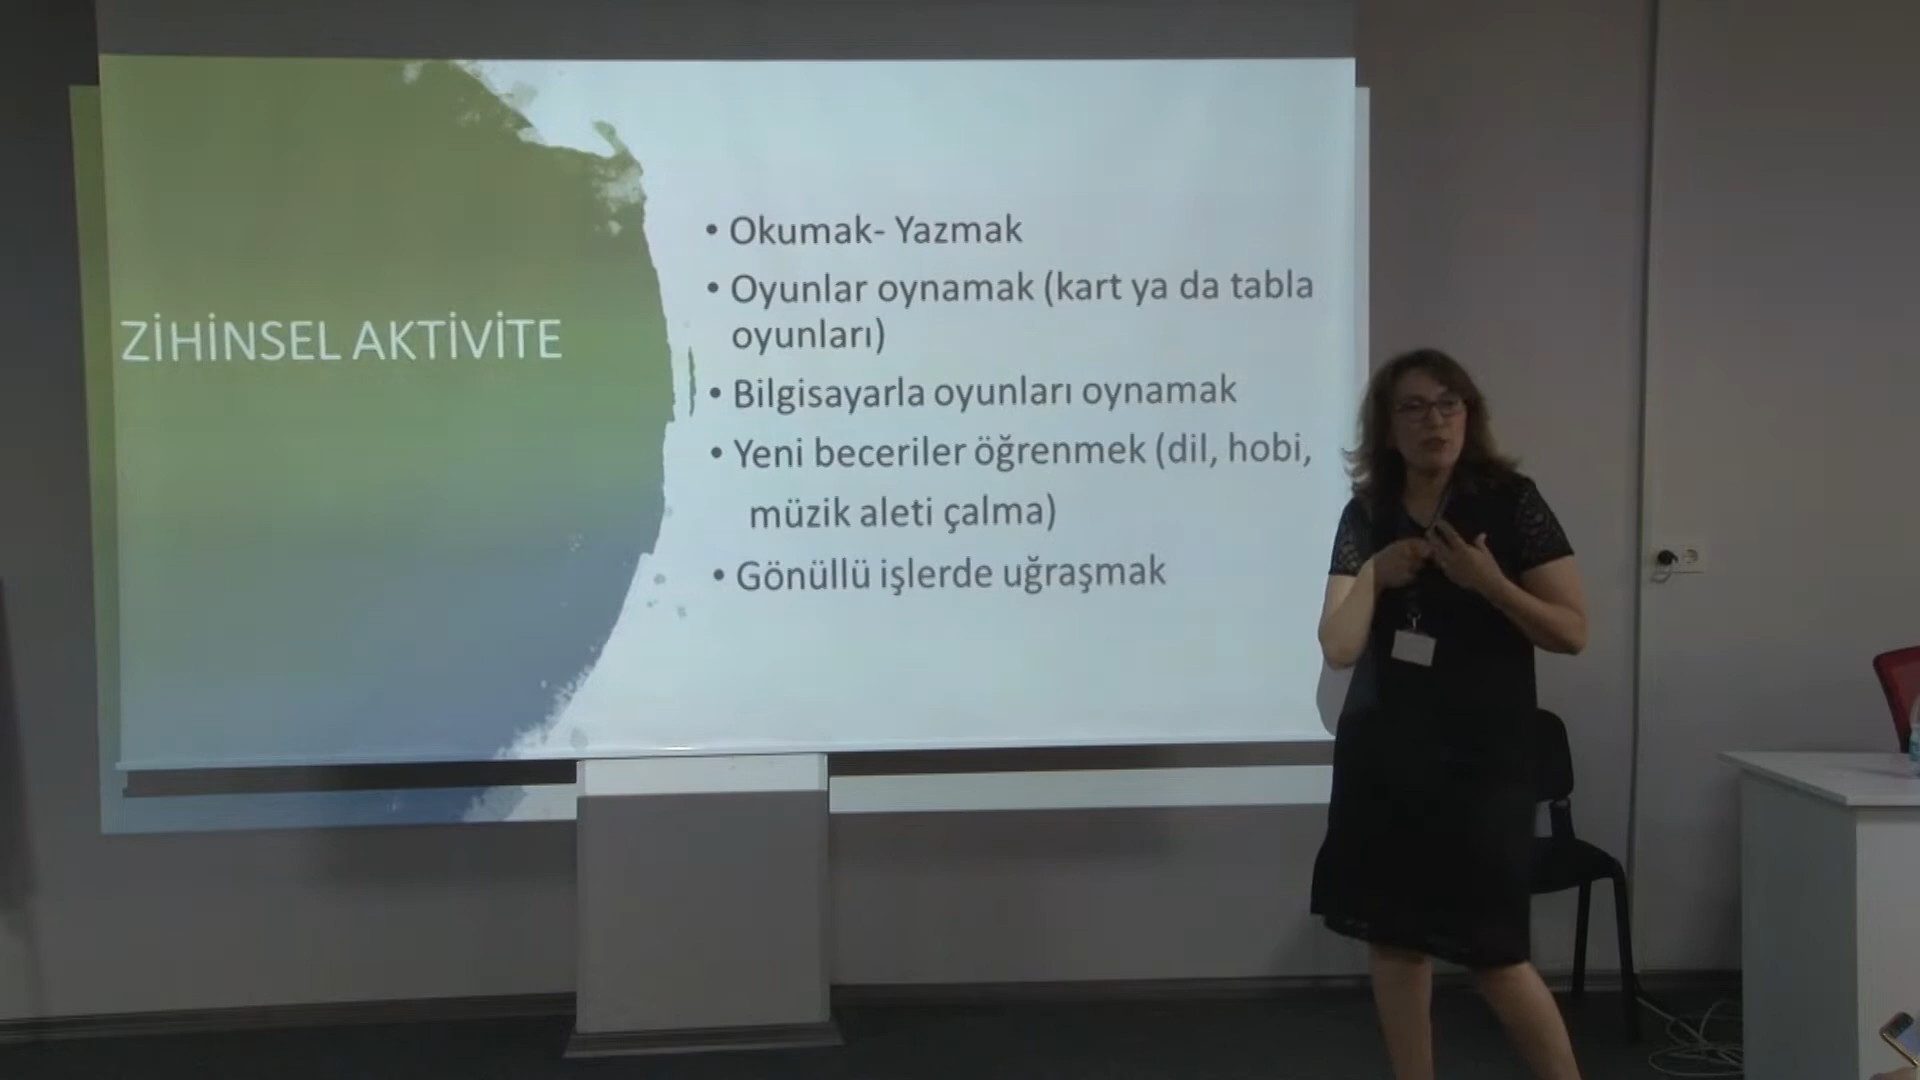 ZİHİNSEL AKTİVİTE
• Okumak- Yazmak
• Oyunlar oynamak (kart ya da tabla
oyunları)
• Bilgisayarla oyunları oynamak
• Yeni beceriler öğrenmek (dil, hobi,
müzik aleti çalma)
• Gönüllü işlerde uğraşmak